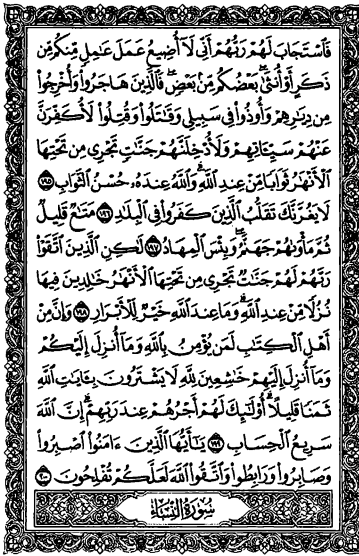 فَٱسْتَجَابَ لَهُمْ رَبُّهُمْ أَنِّى لَآ أُضِيعُ عَمَلَ عَٰمِلٍ مِّنكُم مِّن
ذَكَرٍ أَوْ أُنثَىٰ ۖ بَعْضُكُم مِّنۢ بَعْضٍ ۖ فَٱلَّذِينَ هَاجَرُوا۟ وَأُخْرِجُوا۟
مِن دِيَٰرِهِمْ وَأُوذُوا۟ فِى سَبِيلِى وَقَٰتَلُوا۟ وَقُتِلُوا۟ لَأُكَفِّرَنَّ
عَنْهُمْ سَيِّـَٔاتِهِمْ وَلَأُدْخِلَنَّهُمْ جَنَّٰتٍ تَجْرِى مِن تَحْتِهَا
ٱلْأَنْهَٰرُ ثَوَابًا مِّنْ عِندِ ٱللَّهِ ۗ وَٱللَّهُ عِندَهُۥ حُسْنُ ٱلثَّوَابِ ١٩٥
لَا يَغُرَّنَّكَ تَقَلُّبُ ٱلَّذِينَ كَفَرُوا۟ فِى ٱلْبِلَٰدِ ١٩٦ مَتَٰعٌ قَلِيلٌ
ثُمَّ مَأْوَىٰهُمْ جَهَنَّمُ ۚ وَبِئْسَ ٱلْمِهَادُ ١٩٧ لَٰكِنِ ٱلَّذِينَ ٱتَّقَوْا۟
رَبَّهُمْ لَهُمْ جَنَّٰتٌ تَجْرِى مِن تَحْتِهَا ٱلْأَنْهَٰرُ خَٰلِدِينَ فِيهَا
نُزُلًا مِّنْ عِندِ ٱللَّهِ ۗ وَمَا عِندَ ٱللَّهِ خَيْرٌ لِّلْأَبْرَارِ ١٩٨ وَإِنَّ مِنْ
أَهْلِ ٱلْكِتَٰبِ لَمَن يُؤْمِنُ بِٱللَّهِ وَمَآ أُنزِلَ إِلَيْكُمْ
وَمَآ أُنزِلَ إِلَيْهِمْ خَٰشِعِينَ لِلَّهِ لَا يَشْتَرُونَ بِـَٔايَٰتِ ٱللَّهِ
ثَمَنًا قَلِيلًا ۗ أُو۟لَٰٓئِكَ لَهُمْ أَجْرُهُمْ عِندَ رَبِّهِمْ ۗ إِنَّ ٱللَّهَ
سَرِيعُ ٱلْحِسَابِ ١٩٩ يَٰٓأَيُّهَا ٱلَّذِينَ ءَامَنُوا۟ ٱصْبِرُوا۟
وَصَابِرُوا۟ وَرَابِطُوا۟ وَٱتَّقُوا۟ ٱللَّهَ لَعَلَّكُمْ تُفْلِحُونَ ٢٠٠
سُورَةُ النِّسَاءِ